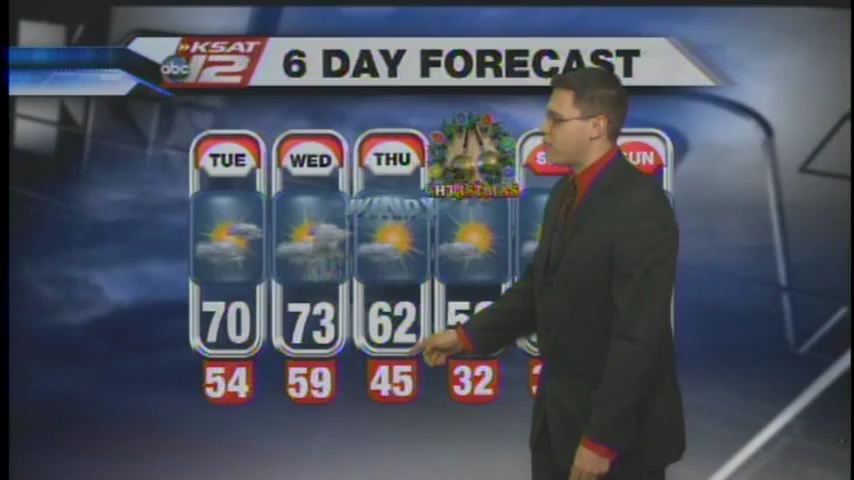 KSAT
abc 12
6 DAY FORECAST
TUE WED THU CHRISTMAS SUN
WINDY
70 73 62
54 59 45 32